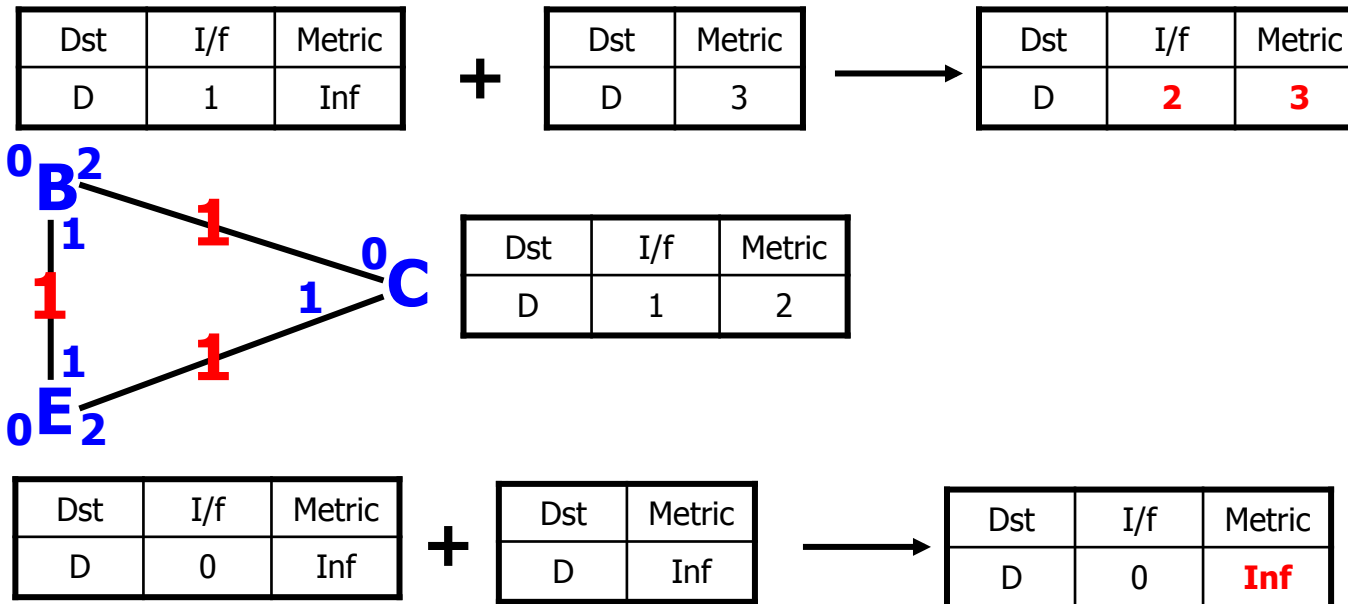 Dst I/f Metric
D 1 Inf
+
Dst Metric
D 3
Dst I/f Metric
D 2 3
0 B 2
1
1
1
0 C
1
Dst I/f Metric
D 1 2
1
1
0 E 2
Dst I/f Metric
D 0 Inf
+
Dst Metric
D Inf
Dst I/f Metric
D 0 Inf